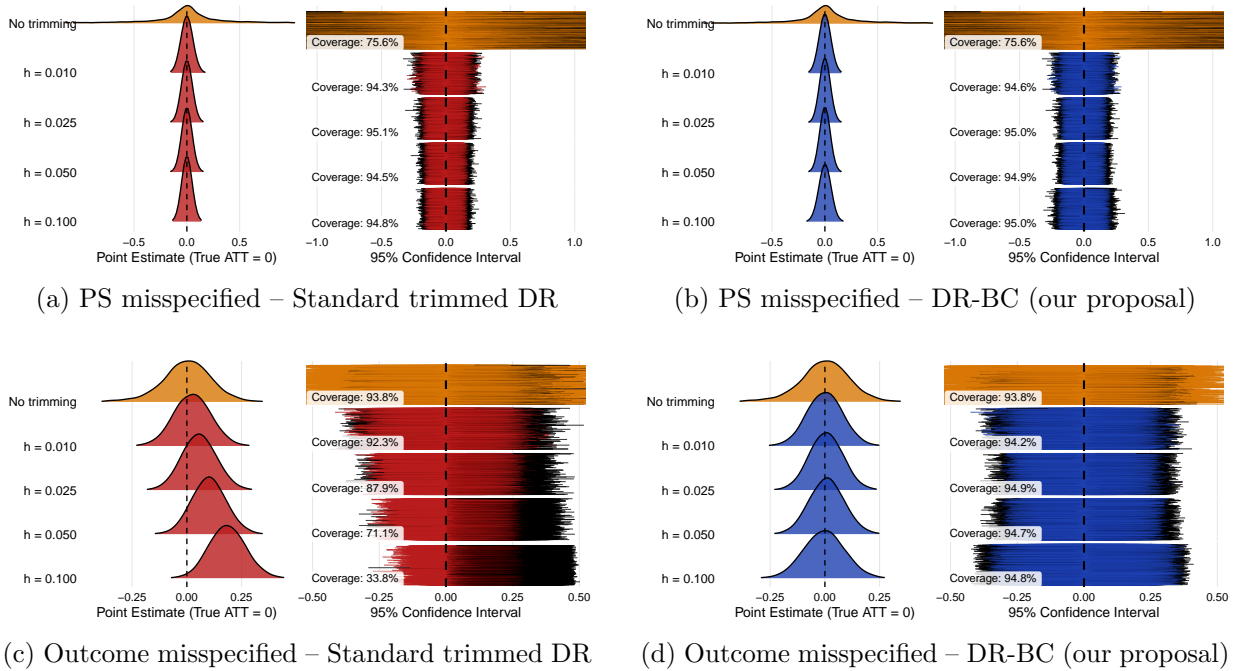 No trimming
h = 0.010
h = 0.025
h = 0.050
h = 0.100
−0.5 0.0 0.5
Point Estimate (True ATT = 0)
Coverage: 75.6%
Coverage: 94.3%
Coverage: 95.1%
Coverage: 94.5%
Coverage: 94.8%
−1.0 −0.5 0.0 0.5 1.0
95% Confidence Interval
(a) PS misspecified – Standard trimmed DR
No trimming
h = 0.010
h = 0.025
h = 0.050
h = 0.100
−0.5 0.0 0.5
Point Estimate (True ATT = 0)
Coverage: 75.6%
Coverage: 94.6%
Coverage: 95.0%
Coverage: 94.9%
Coverage: 95.0%
−1.0 −0.5 0.0 0.5 1.0
95% Confidence Interval
(b) PS misspecified – DR-BC (our proposal)
No trimming
h = 0.010
h = 0.025
h = 0.050
h = 0.100
−0.25 0.00 0.25
Point Estimate (True ATT = 0)
Coverage: 93.8%
Coverage: 92.3%
Coverage: 87.9%
Coverage: 71.1%
Coverage: 33.8%
−0.50 −0.25 0.00 0.25 0.50
95% Confidence Interval
(c) Outcome misspecified – Standard trimmed DR
No trimming
h = 0.010
h = 0.025
h = 0.050
h = 0.100
−0.25 0.00 0.25
Point Estimate (True ATT = 0)
Coverage: 93.8%
Coverage: 94.2%
Coverage: 94.9%
Coverage: 94.7%
Coverage: 94.8%
−0.50 −0.25 0.00 0.25 0.50
95% Confidence Interval
(d) Outcome misspecified – DR-BC (our proposal)